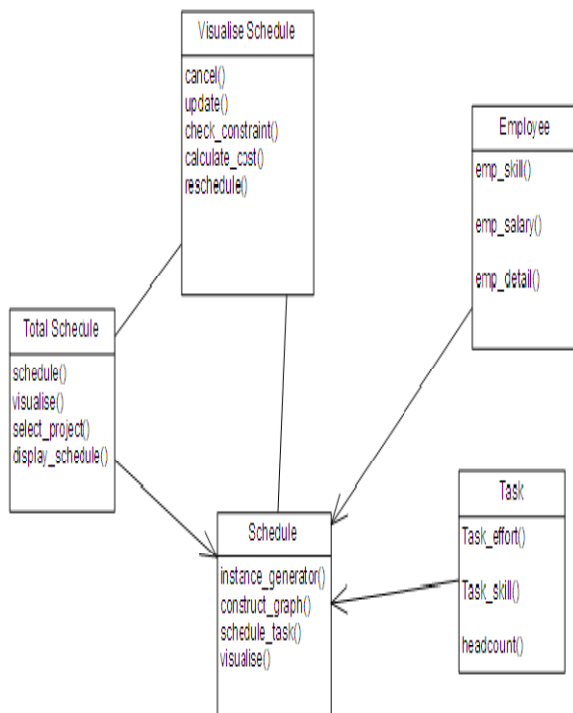 Visualise Schedule
cancel()
update()
check_constraint()
calculate_cost()
reschedule()
Employee
emp_skill()
emp_salary()
emp_detail()
Total Schedule
schedule()
visualise()
select_project()
display_schedule()
Schedule
instance_generator()
construct_graph()
schedule_task()
visualise()
Task
Task_effort()
Task_skill()
headcount()